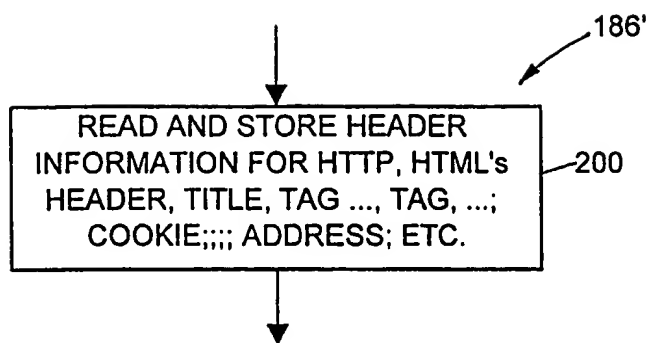 186'
READ AND STORE HEADER
INFORMATION FOR HTTP, HTML's
HEADER, TITLE, TAG ..., TAG, ...;
COOKIE;;;; ADDRESS; ETC.
200